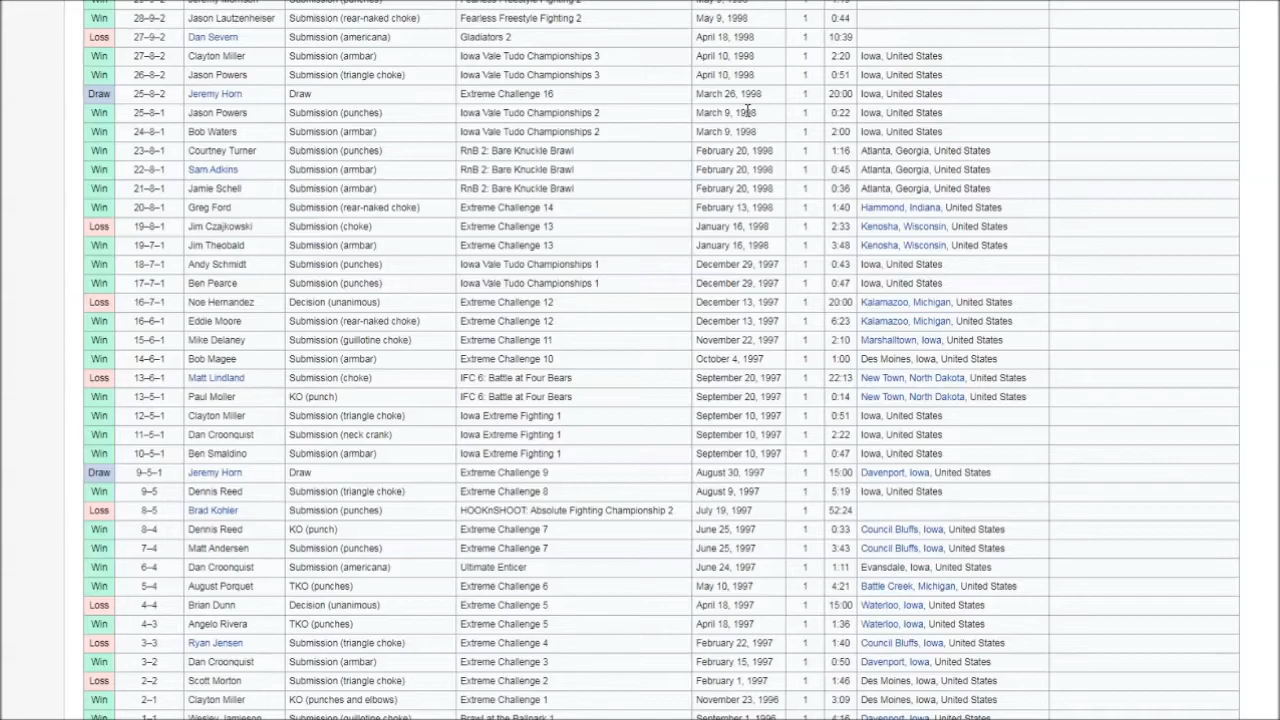 Win 28–9–2 Jason Lautzenheiser Submission (rear-naked choke) Fearless Freestyle Fighting 2 May 9, 1998 1 0:44
Loss 27–9–2 Dan Severn Submission (americana) Gladiators 2 April 18, 1998 1 10:39
Win 27–8–2 Clayton Miller Submission (armbar) Iowa Vale Tudo Championships 3 April 10, 1998 1 2:20 Iowa, United States
Win 26–8–2 Jason Powers Submission (triangle choke) Iowa Vale Tudo Championships 3 April 10, 1998 1 0:51 Iowa, United States
Draw 25–8–2 Jeremy Horn Draw Extreme Challenge 16 March 26, 1998 1 20:00 Iowa, United States
Win 25–8–1 Jason Powers Submission (punches) Iowa Vale Tudo Championships 2 March 9, 1998 1 0:22 Iowa, United States
Win 24–8–1 Bob Waters Submission (armbar) Iowa Vale Tudo Championships 2 March 9, 1998 1 2:00 Iowa, United States
Win 23–8–1 Courtney Turner Submission (punches) RnB 2: Bare Knuckle Brawl February 20, 1998 1 1:16 Atlanta, Georgia, United States
Win 22–8–1 Sam Adkins Submission (armbar) RnB 2: Bare Knuckle Brawl February 20, 1998 1 0:45 Atlanta, Georgia, United States
Win 21–8–1 Jamie Schell Submission (armbar) RnB 2: Bare Knuckle Brawl February 20, 1998 1 0:36 Atlanta, Georgia, United States
Win 20–8–1 Greg Ford Submission (rear-naked choke) Extreme Challenge 14 February 13, 1998 1 1:40 Hammond, Indiana, United States
Loss 19–8–1 Jim Czajkowski Submission (choke) Extreme Challenge 13 January 16, 1998 1 2:33 Kenosha, Wisconsin, United States
Win 19–7–1 Jim Theobald Submission (armbar) Extreme Challenge 13 January 16, 1998 1 3:48 Kenosha, Wisconsin, United States
Win 18–7–1 Andy Schmidt Submission (punches) Iowa Vale Tudo Championships 1 December 29, 1997 1 0:43 Iowa, United States
Win 17–7–1 Ben Pearce Submission (punches) Iowa Vale Tudo Championships 1 December 29, 1997 1 0:47 Iowa, United States
Loss 16–7–1 Noe Hernandez Decision (unanimous) Extreme Challenge 12 December 13, 1997 1 20:00 Kalamazoo, Michigan, United States
Win 16–6–1 Eddie Moore Submission (rear-naked choke) Extreme Challenge 12 December 13, 1997 1 6:23 Kalamazoo, Michigan, United States
Win 15–6–1 Mike Delaney Submission (guillotine choke) Extreme Challenge 11 November 22, 1997 1 2:10 Marshalltown, Iowa, United States
Win 14–6–1 Bob Magee Submission (armbar) Extreme Challenge 10 October 4, 1997 1 1:00 Des Moines, Iowa, United States
Loss 13–6–1 Matt Lindland Submission (choke) IFC 6: Battle at Four Bears September 20, 1997 1 22:13 New Town, North Dakota, United States
Win 13–5–1 Paul Moller KO (punch) IFC 6: Battle at Four Bears September 20, 1997 1 0:14 New Town, North Dakota, United States
Win 12–5–1 Clayton Miller Submission (triangle choke) Iowa Extreme Fighting 1 September 10, 1997 1 0:51 Iowa, United States
Win 11–5–1 Dan Croonquist Submission (neck crank) Iowa Extreme Fighting 1 September 10, 1997 1 2:22 Iowa, United States
Win 10–5–1 Ben Smaldino Submission (armbar) Iowa Extreme Fighting 1 September 10, 1997 1 0:47 Iowa, United States
Draw 9–5–1 Jeremy Horn Draw Extreme Challenge 9 August 30, 1997 1 15:00 Davenport, Iowa, United States
Win 9–5 Dennis Reed Submission (triangle choke) Extreme Challenge 8 August 9, 1997 1 5:19 Iowa, United States
Loss 8–5 Brad Kohler Submission (punches) HOOKnSHOOT: Absolute Fighting Championship 2 July 19, 1997 1 52:24
Win 8–4 Dennis Reed KO (punch) Extreme Challenge 7 June 25, 1997 1 0:33 Council Bluffs, Iowa, United States
Win 7–4 Matt Andersen Submission (punches) Extreme Challenge 7 June 25, 1997 1 3:43 Council Bluffs, Iowa, United States
Win 6–4 Dan Croonquist Submission (americana) Ultimate Enticer June 24, 1997 1 1:11 Evansdale, Iowa, United States
Win 5–4 August Porquet TKO (punches) Extreme Challenge 6 May 10, 1997 1 4:21 Battle Creek, Michigan, United States
Loss 4–4 Brian Dunn Decision (unanimous) Extreme Challenge 5 April 18, 1997 1 15:00 Waterloo, Iowa, United States
Win 4–3 Angelo Rivera TKO (punches) Extreme Challenge 5 April 18, 1997 1 1:36 Waterloo, Iowa, United States
Loss 3–3 Ryan Jensen Submission (triangle choke) Extreme Challenge 4 February 22, 1997 1 1:40 Council Bluffs, Iowa, United States
Win 3–2 Dan Croonquist Submission (armbar) Extreme Challenge 3 February 15, 1997 1 0:50 Davenport, Iowa, United States
Loss 2–2 Scott Morton Submission (triangle choke) Extreme Challenge 2 February 1, 1997 1 1:46 Des Moines, Iowa, United States
Win 2–1 Clayton Miller KO (punches and elbows) Extreme Challenge 1 November 23, 1996 1 3:09 Des Moines, Iowa, United States
Win 1–1 Wesley Jamieson Submission (guillotine choke) Brawl at the Ballpark 1 September 1, 1996 1 4:16 Davenport, Iowa, United States